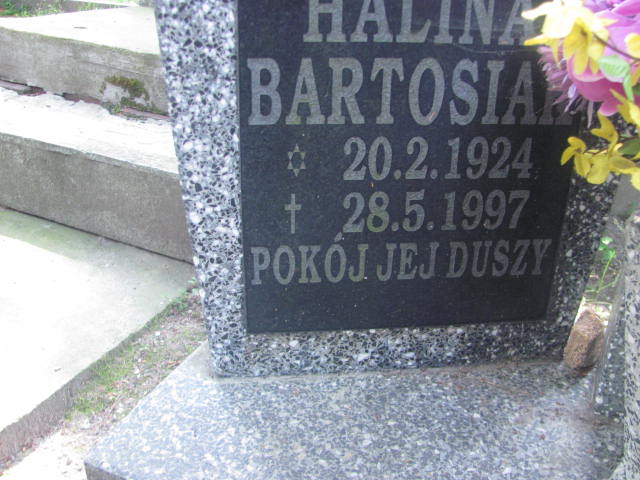 HALINA
BARTOSIAK
20.2.1924
28.5.1997
POKÓJ JEJ DUSZY